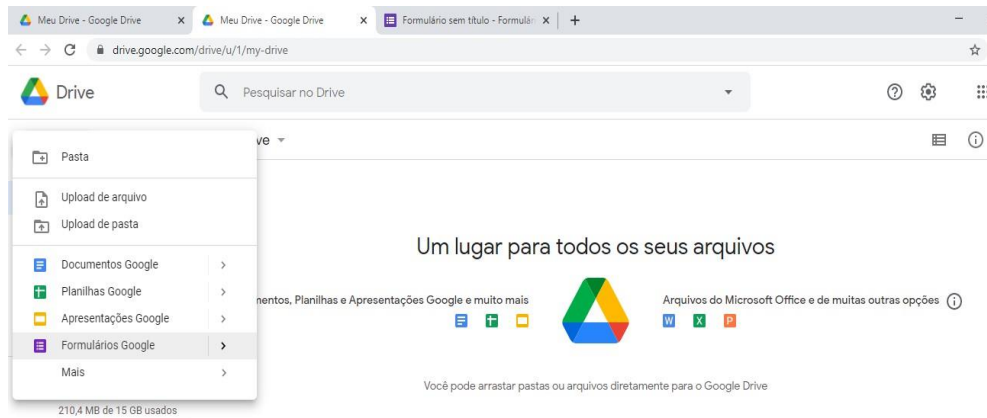 Meu Drive - Google Drive
Meu Drive - Google Drive
Formulário sem título - Formulár
drive.google.com/drive/u/1/my-drive
Drive
Pesquisar no Drive
ve
Pasta
Upload de arquivo
Upload de pasta
Documentos Google
Planilhas Google
Apresentações Google
Formulários Google
Mais
210,4 MB de 15 GB usados
Um lugar para todos os seus arquivos
mentos, Planilhas e Apresentações Google e muito mais
Arquivos do Microsoft Office e de muitas outras opções
W X P
Você pode arrastar pastas ou arquivos diretamente para o Google Drive